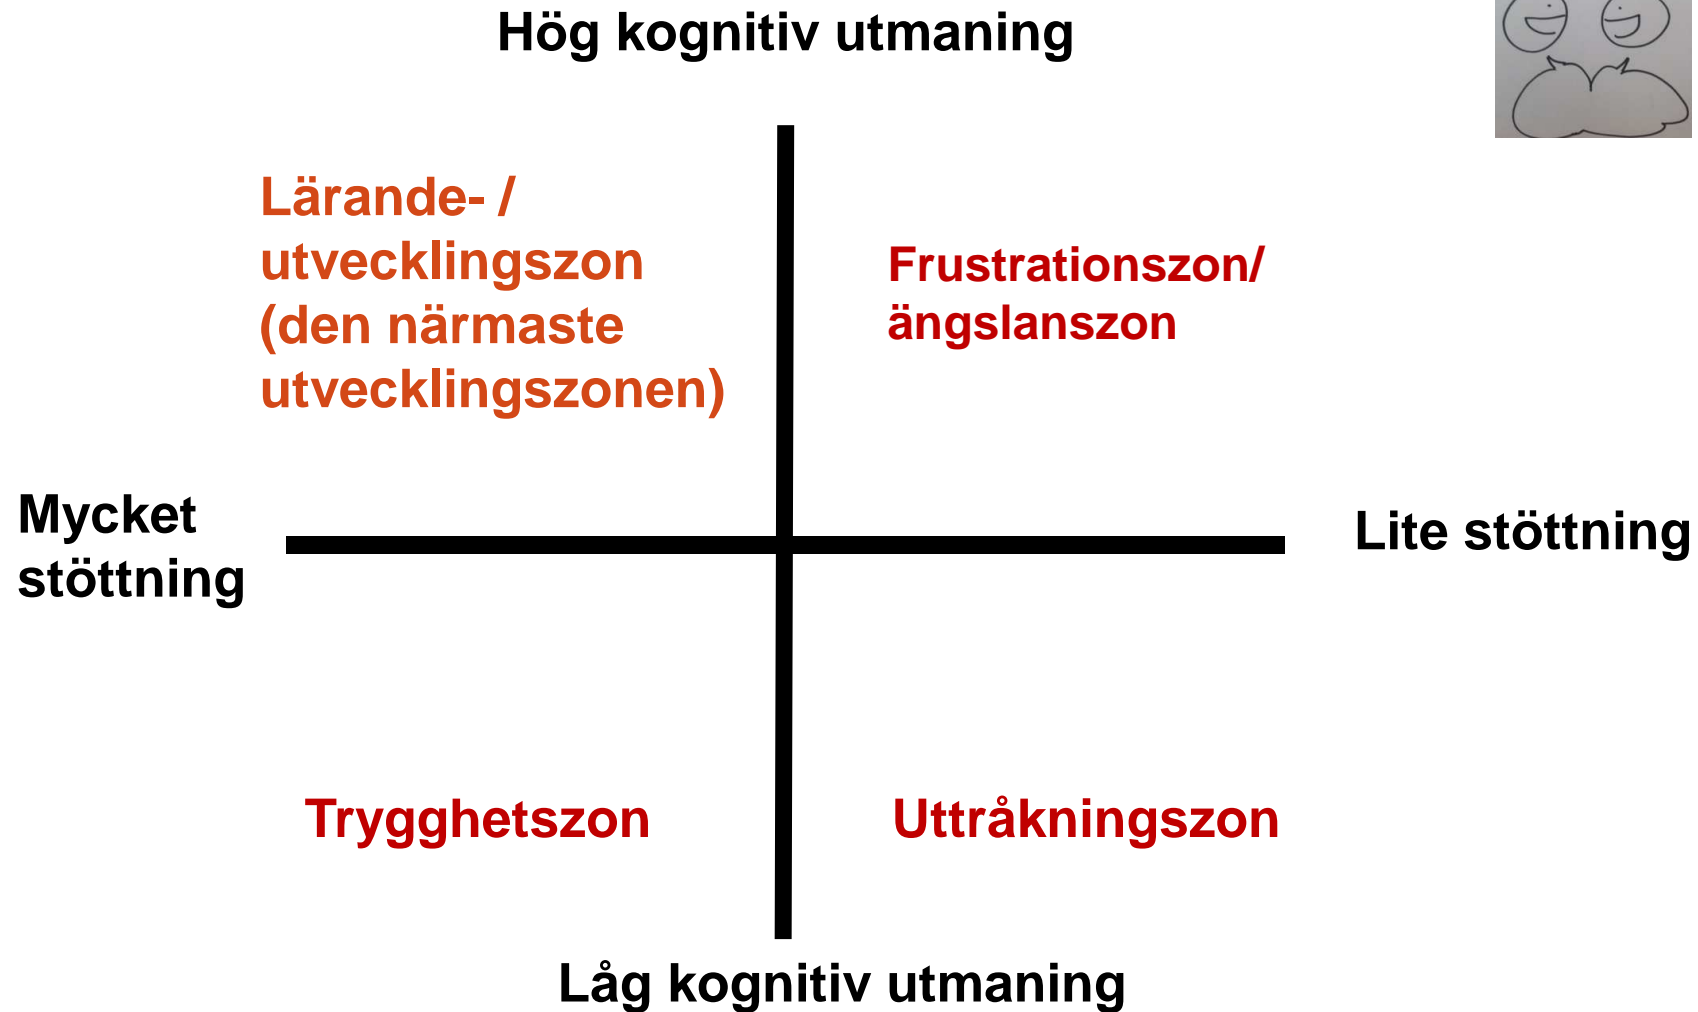 Hög kognitiv utmaning
Lärande- /
utvecklingszon
(den närmaste
utvecklingszonen)
Frustrationszon/
ängslanszon
Mycket
stöttning
Lite stöttning
Trygghetszon
Uttråkningszon
Låg kognitiv utmaning